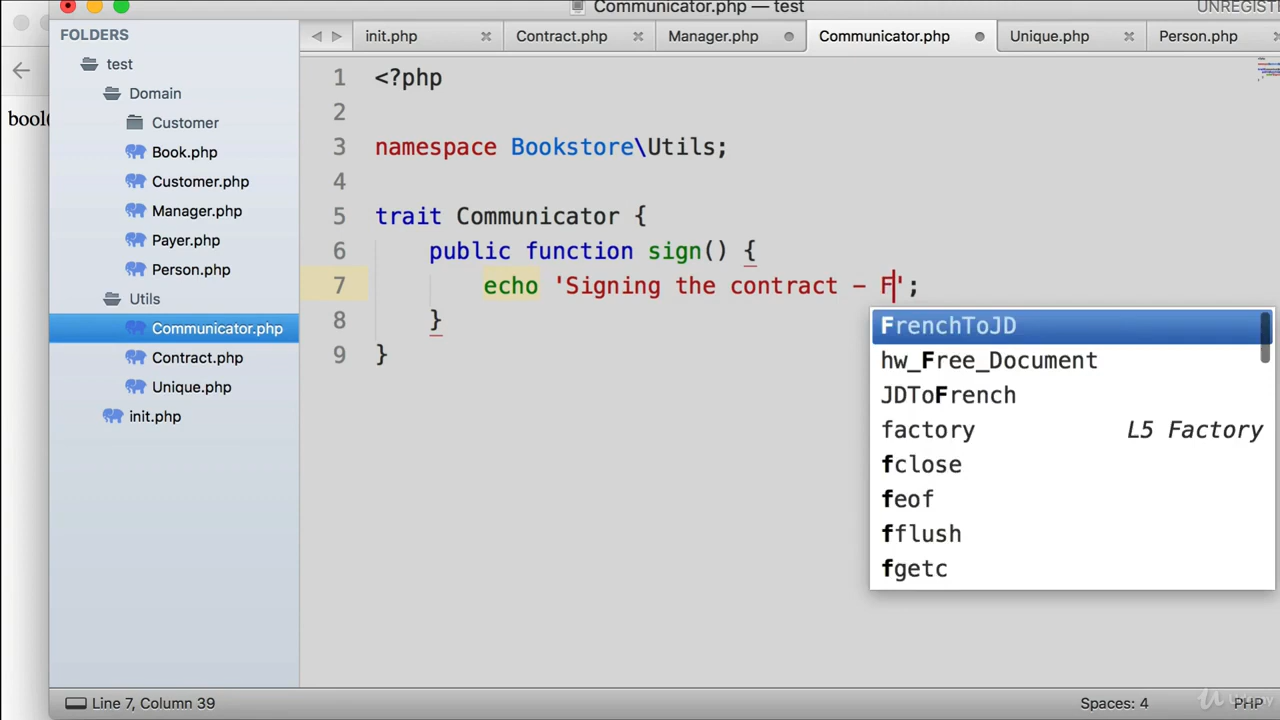 Communicator.php — test
UNREGIST
FOLDERS
test
Domain
Customer
Book.php
Customer.php
Manager.php
Payer.php
Person.php
Utils
Communicator.php
Contract.php
Unique.php
init.php
bool(
init.php
Contract.php
Manager.php
Communicator.php
Unique.php
Person.php
1 <?php
2
3 namespace Bookstore\Utils;
4
5 trait Communicator {
6 public function sign() {
7 echo 'Signing the contract - F';
8 }
9 }
FrenchToJD
hw_Free_Document
JDToFrench
factory L5 Factory
fclose
feof
fflush
fgetc
Line 7, Column 39
Spaces: 4
PHP
Udemy